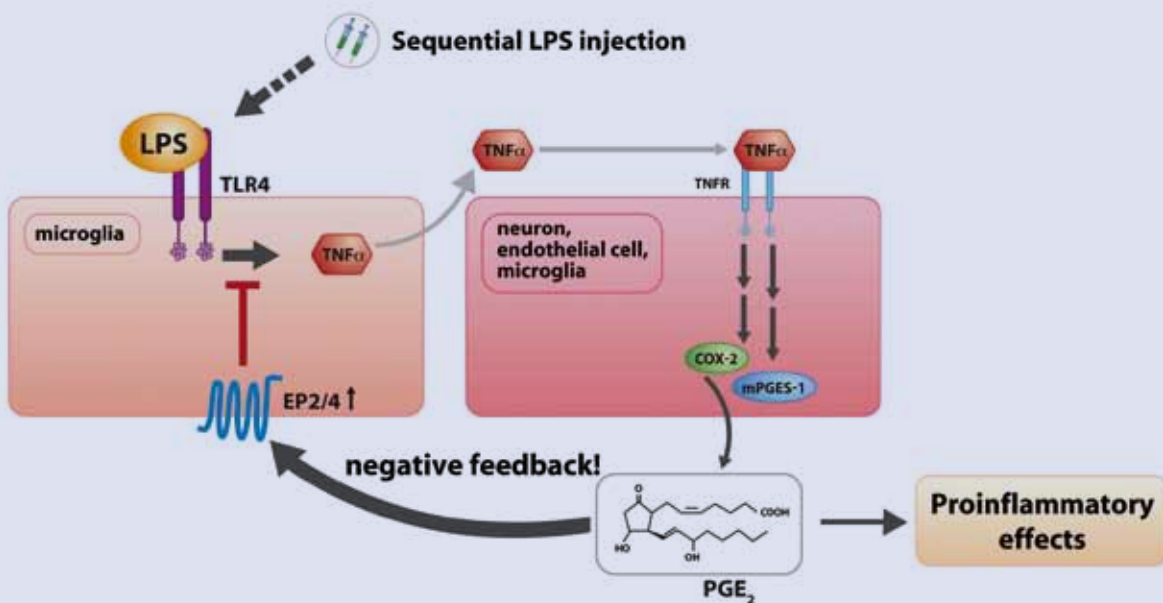 Sequential LPS injection
LPS
TLR4
microglia
TNFα
TNFα
TNFα
TNFR
neuron,
endothelial cell,
microglia
COX-2
mPGES-1
EP2/4 ↑
negative feedback!
O
COOH
HO
OH
PGE₂
Proinflammatory
effects